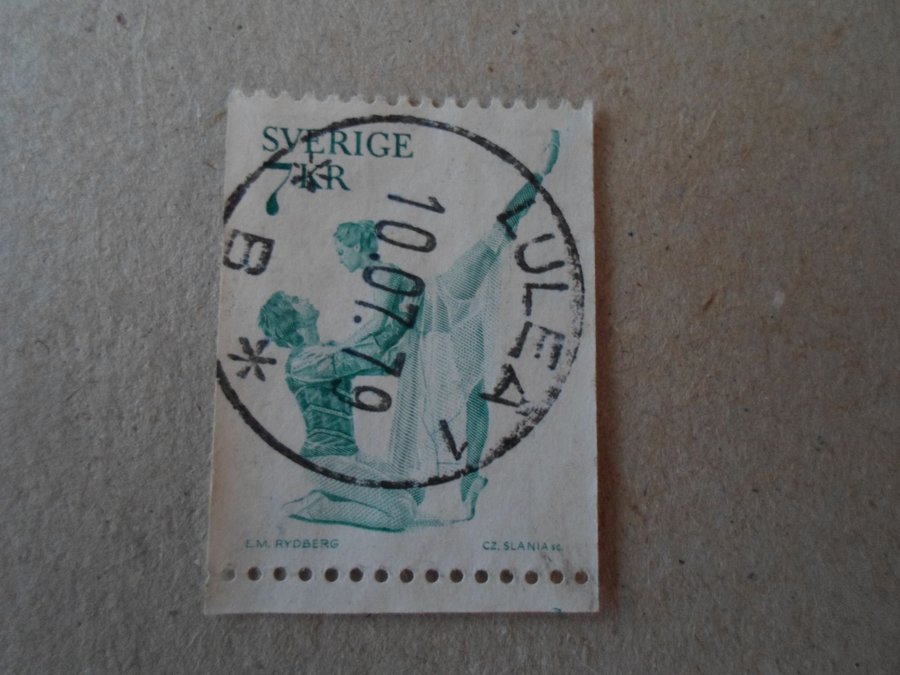 SVERIGE
7 KR
LULEÅ 1
10.07.79
* B *
E.M. RYDBERG
CZ. SLANIA sc.